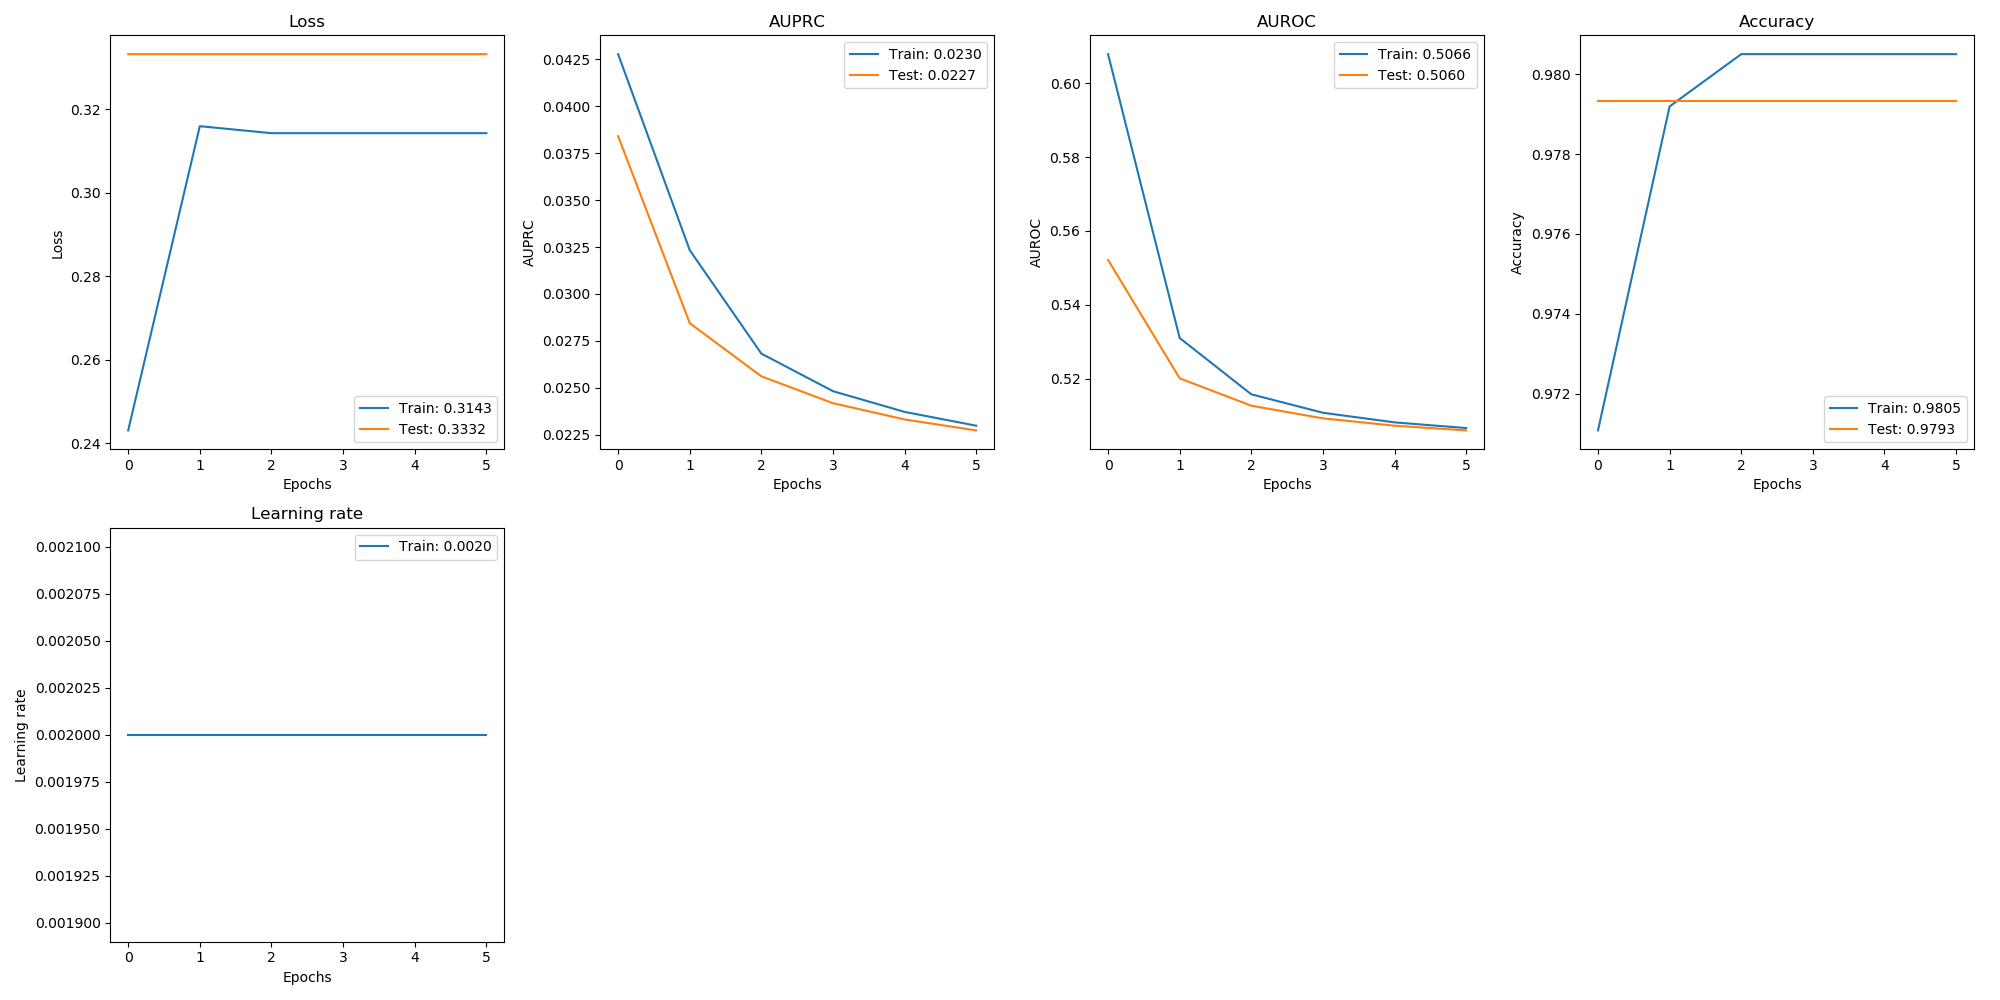 Loss
0.32
0.30
0.28
0.26
0.24
Loss
Train: 0.3143
Test: 0.3332
0 1 2 3 4 5
Epochs
AUPRC
0.0425
0.0400
0.0375
0.0350
0.0325
0.0300
0.0275
0.0250
0.0225
AUPRC
Train: 0.0230
Test: 0.0227
0 1 2 3 4 5
Epochs
AUROC
0.60
0.58
0.56
0.54
0.52
AUROC
Train: 0.5066
Test: 0.5060
0 1 2 3 4 5
Epochs
Accuracy
0.980
0.978
0.976
0.974
0.972
Accuracy
Train: 0.9805
Test: 0.9793
0 1 2 3 4 5
Epochs
Learning rate
0.002100
0.002075
0.002050
0.002025
0.002000
0.001975
0.001950
0.001925
0.001900
Learning rate
Train: 0.0020
0 1 2 3 4 5
Epochs